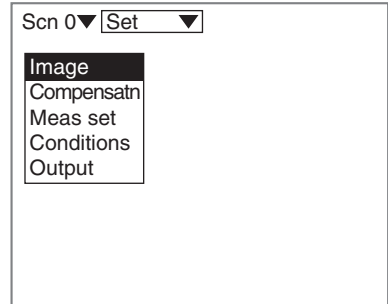 Scn 0▼ Set ▼
Image
Compensatn
Meas set
Conditions
Output